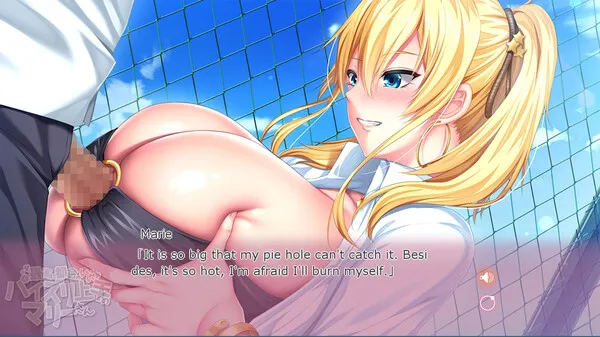 Marie
「It is so big that my pie hole can't catch it. Besi
des, it's so hot, I'm afraid I'll burn myself.」